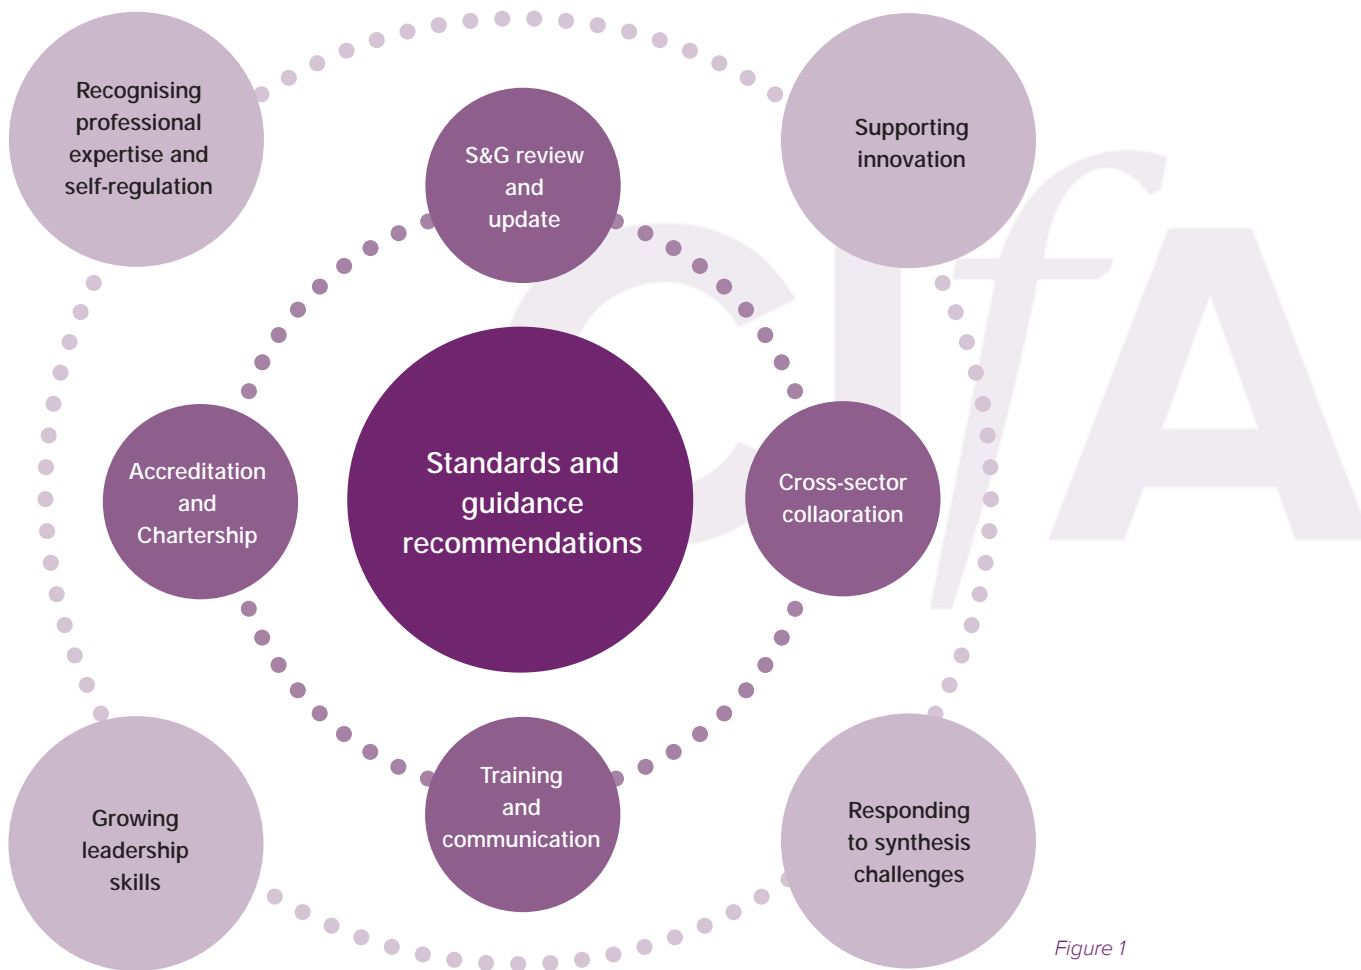 Recognising
professional
expertise and
self-regulation
S&G review
and
update
Supporting
innovation
Accreditation
and
Chartership
Standards and
guidance
recommendations
Cross-sector
collaoration
Growing
leadership
skills
Training
and
communication
Responding
to synthesis
challenges
Figure 1
CIfA